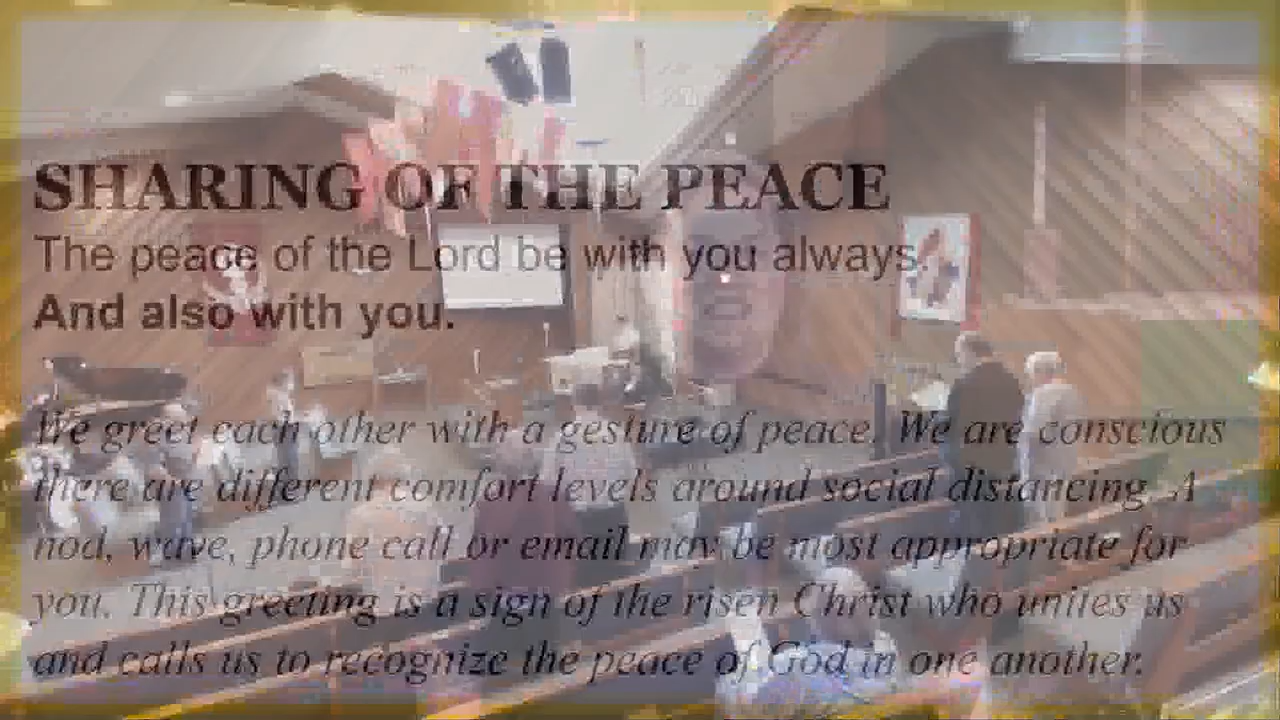 SHARING OF THE PEACE
The peace of the Lord be with you always.
And also with you.
We greet each other with a gesture of peace. We are conscious
there are different comfort levels around social distancing. A
nod, wave, phone call or email may be most appropriate for
you. This greeting is a sign of the risen Christ who unites us
and calls us to recognize the peace of God in one another.